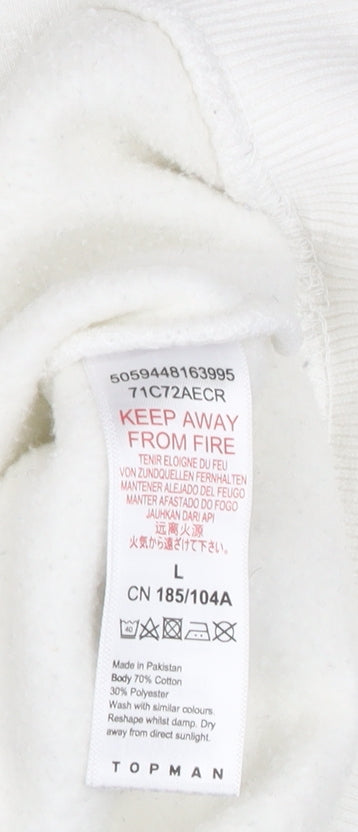 5059448163995
71C72AECR
KEEP AWAY
FROM FIRE
TENIR ELOIGNE DU FEU
VON ZUNDQUELLEN FERNHALTEN
MANTENER ALEJADO DEL FEUGO
MANTER AFASTADO DO FOGO
JAUHKAN DARI API
远离火源
火気から遠ざけて下さい。
L
CN 185/104A
40
Made in Pakistan
Body 70% Cotton
30% Polyester
Wash with similar colours.
Reshape whilst damp. Dry
away from direct sunlight.
TOPMAN